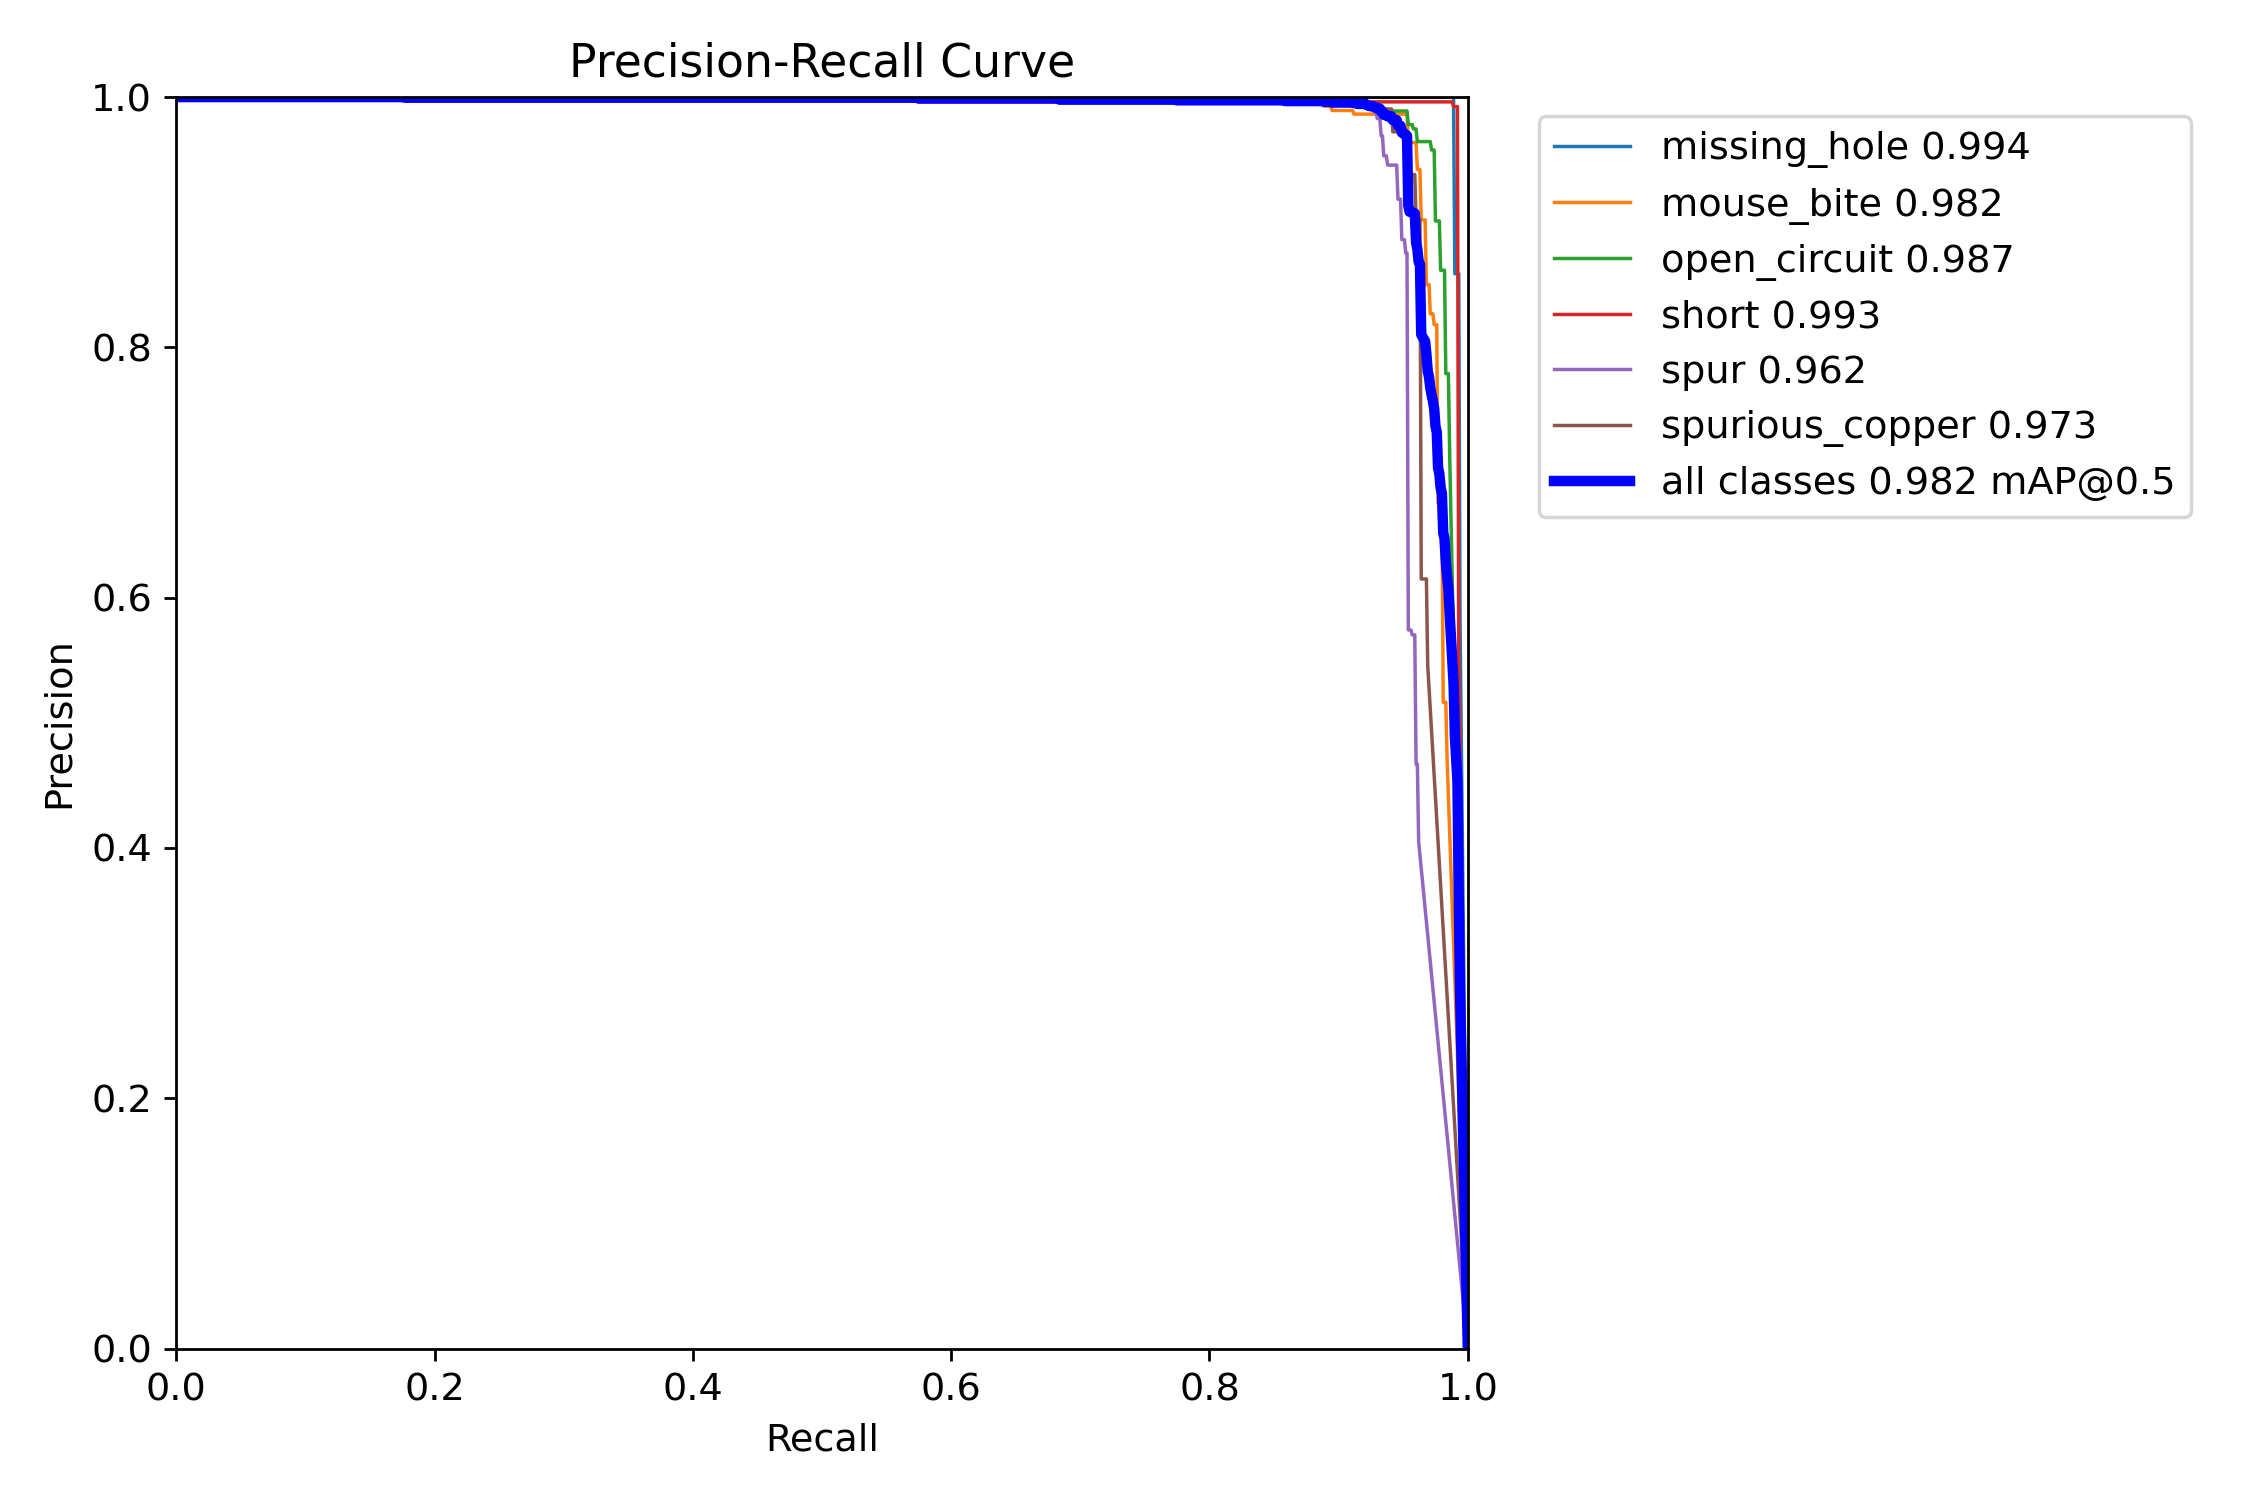 Precision-Recall Curve
1.0
0.8
0.6
0.4
0.2
0.0
Precision
0.0 0.2 0.4 0.6 0.8 1.0
Recall
missing_hole 0.994
mouse_bite 0.982
open_circuit 0.987
short 0.993
spur 0.962
spurious_copper 0.973
all classes 0.982 mAP@0.5